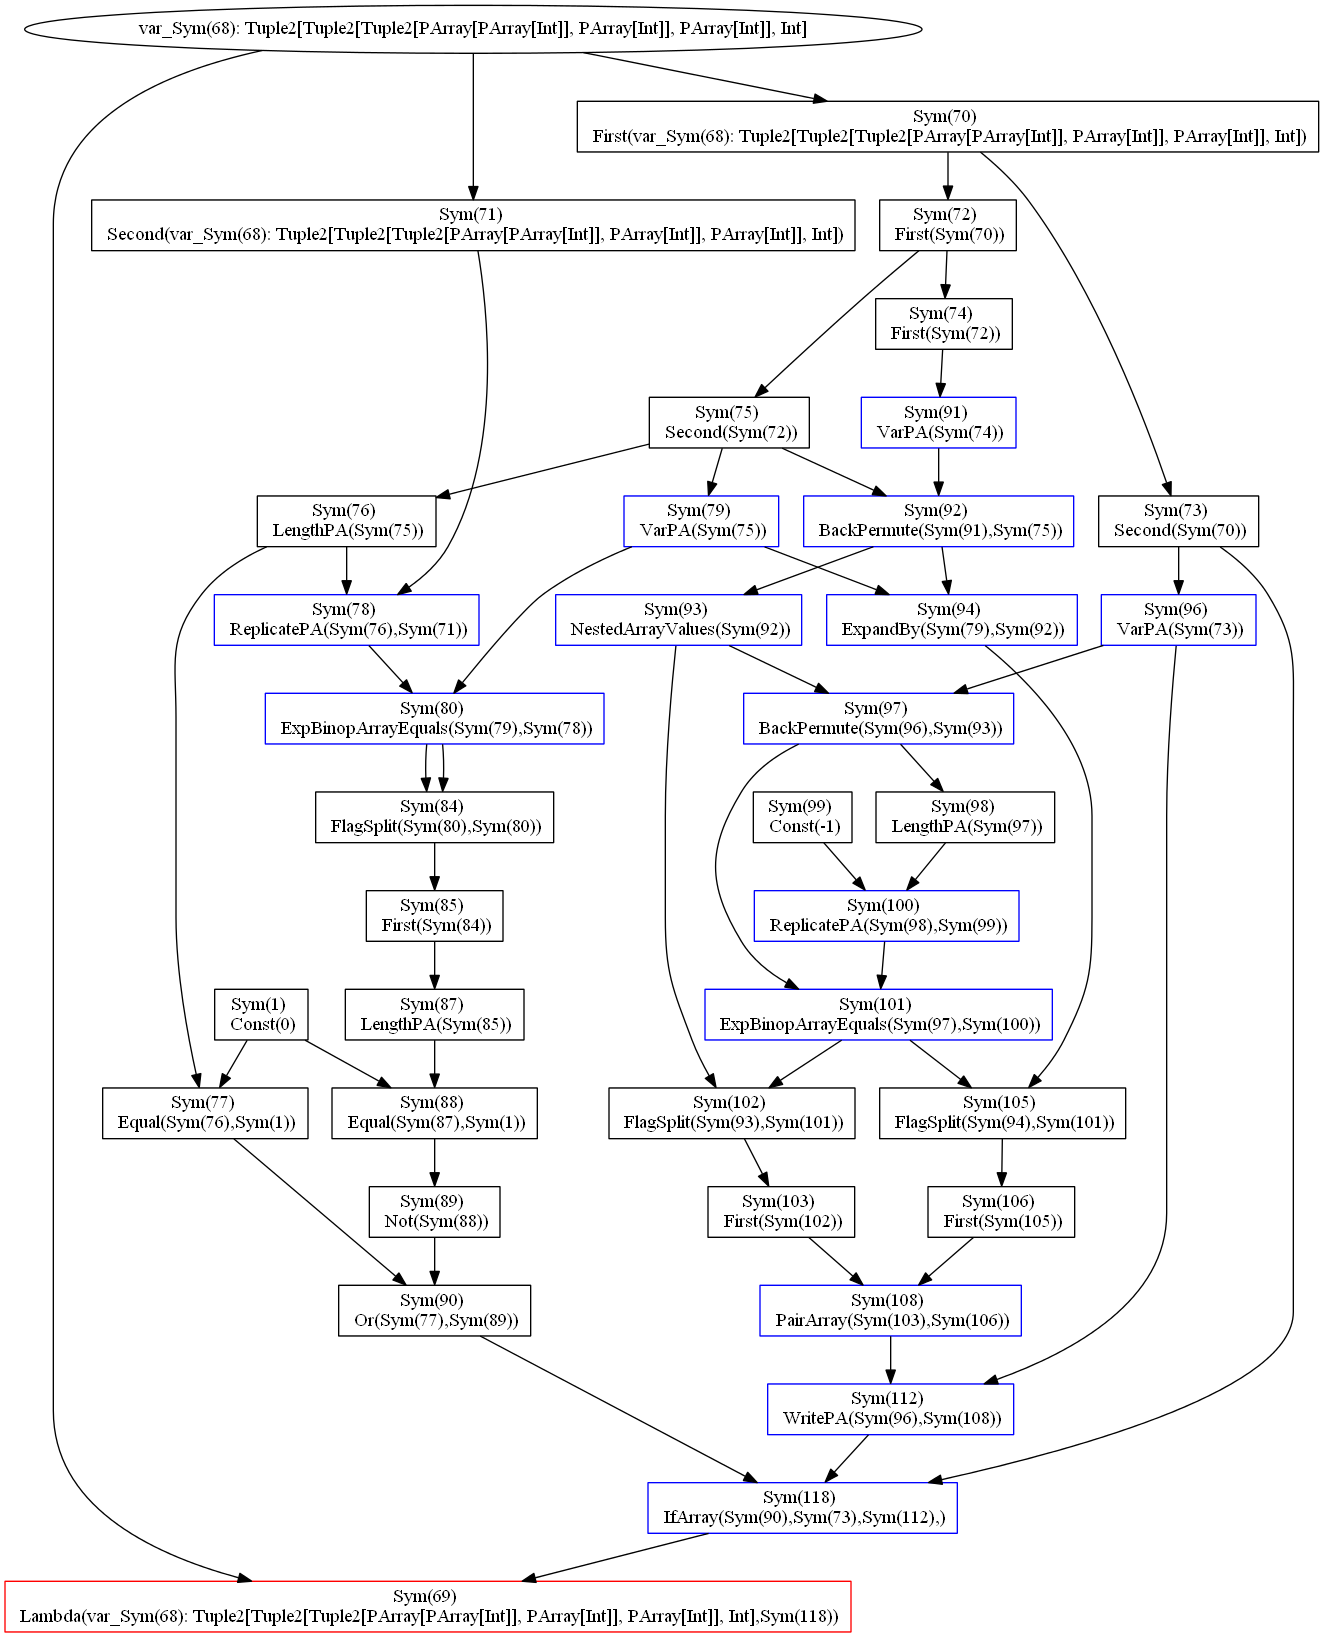 var_Sym(68): Tuple2[Tuple2[Tuple2[PArray[PArray[Int]], PArray[Int]], PArray[Int]], Int]
Sym(70)
First(var_Sym(68): Tuple2[Tuple2[Tuple2[PArray[PArray[Int]], PArray[Int]], PArray[Int]], Int])
Sym(71)
Second(var_Sym(68): Tuple2[Tuple2[Tuple2[PArray[PArray[Int]], PArray[Int]], PArray[Int]], Int])
Sym(72)
First(Sym(70))
Sym(74)
First(Sym(72))
Sym(75)
Second(Sym(72))
Sym(91)
VarPA(Sym(74))
Sym(76)
LengthPA(Sym(75))
Sym(79)
VarPA(Sym(75))
Sym(92)
BackPermute(Sym(91),Sym(75))
Sym(73)
Second(Sym(70))
Sym(78)
ReplicatePA(Sym(76),Sym(71))
Sym(93)
NestedArrayValues(Sym(92))
Sym(94)
ExpandBy(Sym(79),Sym(92))
Sym(96)
VarPA(Sym(73))
Sym(80)
ExpBinopArrayEquals(Sym(79),Sym(78))
Sym(97)
BackPermute(Sym(96),Sym(93))
Sym(84)
FlagSplit(Sym(80),Sym(80))
Sym(99)
Const(-1)
Sym(98)
LengthPA(Sym(97))
Sym(85)
First(Sym(84))
Sym(100)
ReplicatePA(Sym(98),Sym(99))
Sym(1)
Const(0)
Sym(87)
LengthPA(Sym(85))
Sym(101)
ExpBinopArrayEquals(Sym(97),Sym(100))
Sym(77)
Equal(Sym(76),Sym(1))
Sym(88)
Equal(Sym(87),Sym(1))
Sym(102)
FlagSplit(Sym(93),Sym(101))
Sym(105)
FlagSplit(Sym(94),Sym(101))
Sym(89)
Not(Sym(88))
Sym(103)
First(Sym(102))
Sym(106)
First(Sym(105))
Sym(90)
Or(Sym(77),Sym(89))
Sym(108)
PairArray(Sym(103),Sym(106))
Sym(112)
WritePA(Sym(96),Sym(108))
Sym(118)
IfArray(Sym(90),Sym(73),Sym(112),)
Sym(69)
Lambda(var_Sym(68): Tuple2[Tuple2[Tuple2[PArray[PArray[Int]], PArray[Int]], PArray[Int]], Int],Sym(118))